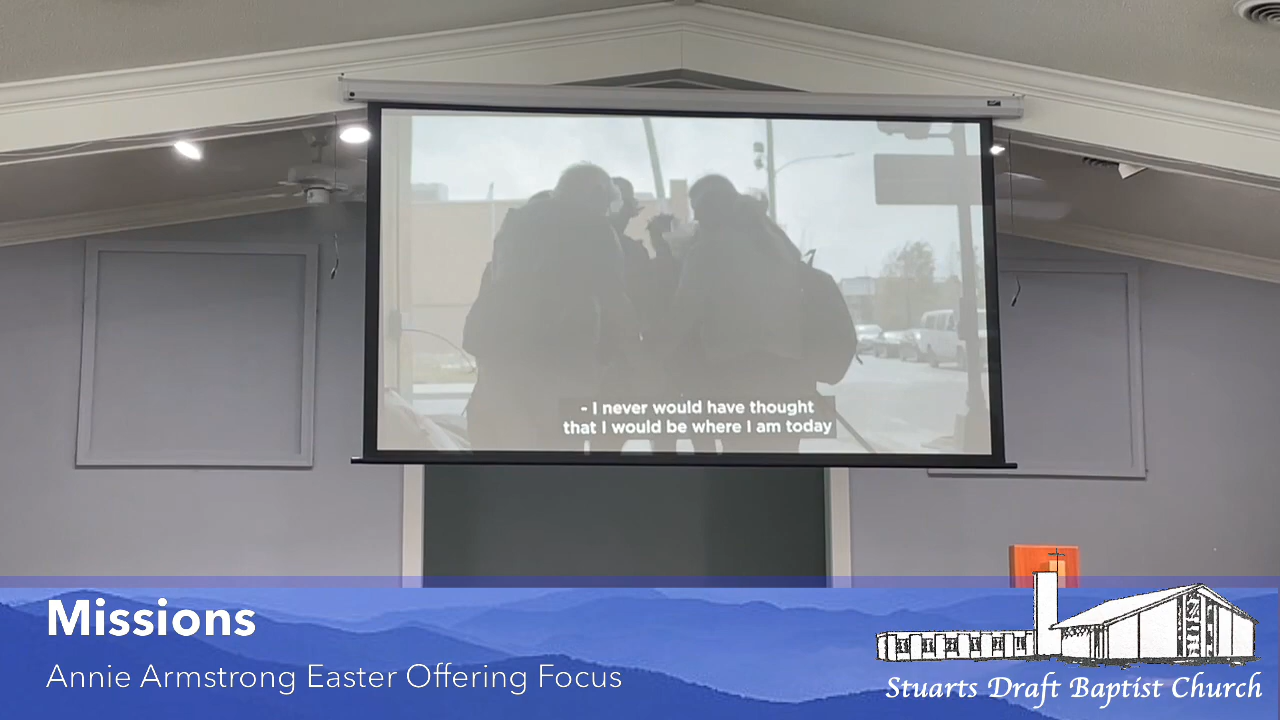 - I never would have thought
that I would be where I am today
Missions
Annie Armstrong Easter Offering Focus
Stuarts Draft Baptist Church